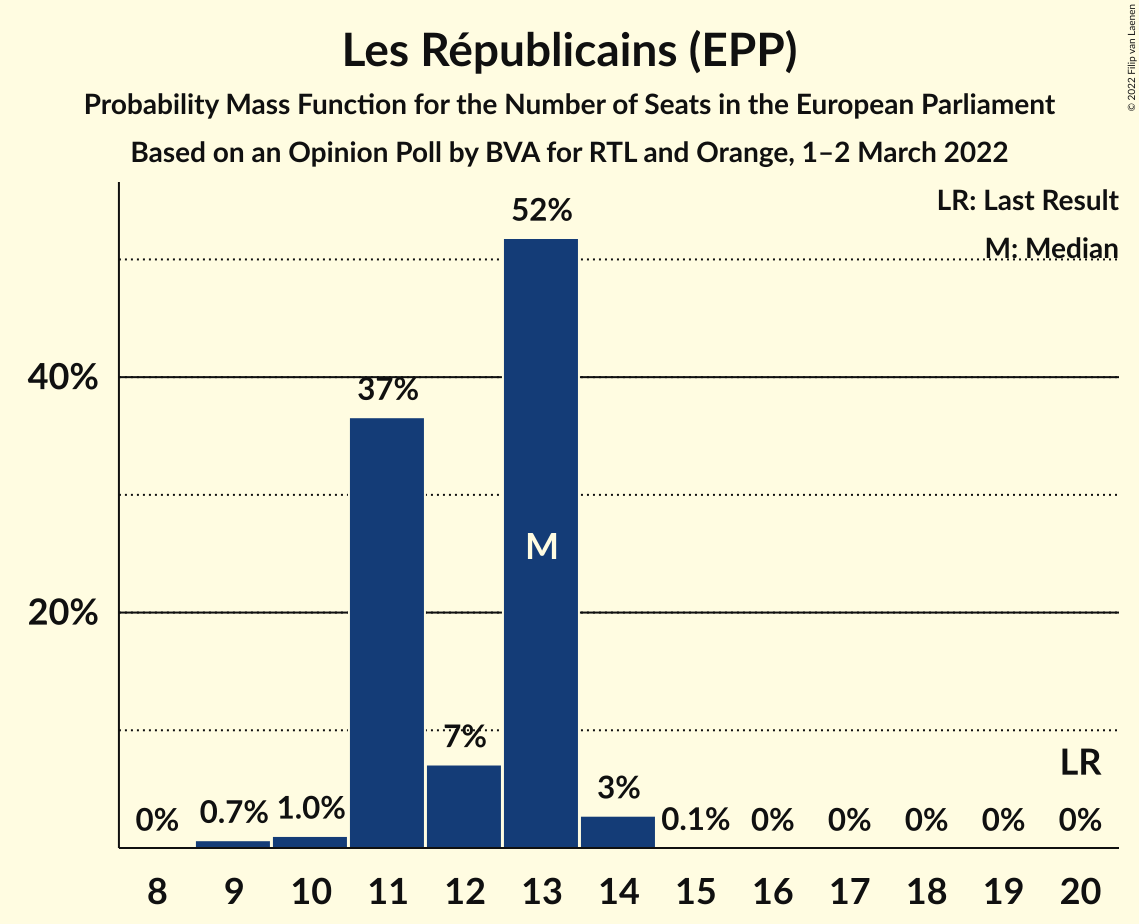 Les Républicains (EPP)
Probability Mass Function for the Number of Seats in the European Parliament
Based on an Opinion Poll by BVA for RTL and Orange, 1–2 March 2022
© 2022 Filip van Laenen
LR: Last Result
M: Median
52%
40%
37%
M
20%
7%
LR
3%
0% 0.7% 1.0% 0.1% 0% 0% 0% 0% 0%
8 9 10 11 12 13 14 15 16 17 18 19 20